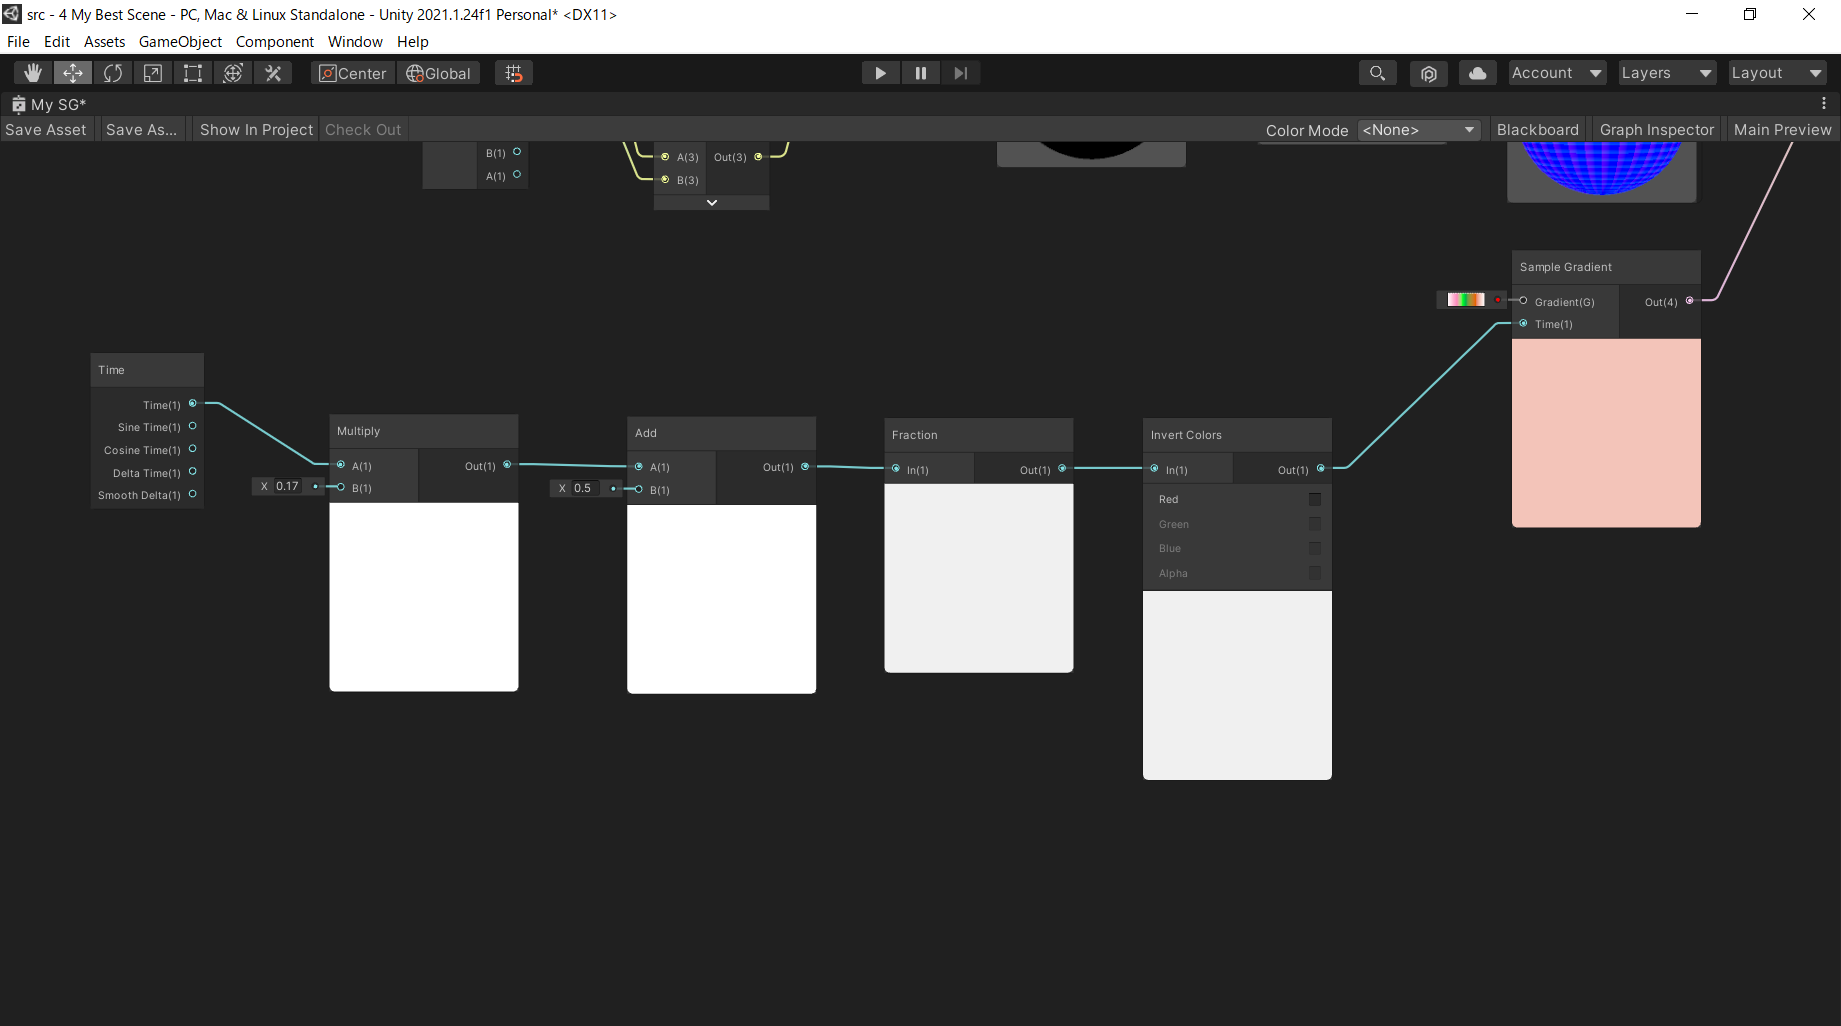 src - 4 My Best Scene - PC, Mac & Linux Standalone - Unity 2021.1.24f1 Personal* <DX11>
File Edit Assets GameObject Component Window Help
Center Global Account Layers Layout
My SG*
Save Asset Save As... Show In Project Check Out Color Mode <None> Blackboard Graph Inspector Main Preview
B(1)
A(1)
A(3) Out(3)
B(3)
Sample Gradient
Gradient(G) Out(4)
Time(1)
Time
Time(1)
Sine Time(1)
Cosine Time(1)
Delta Time(1)
Smooth Delta(1)
Multiply
A(1) Out(1)
X 0.17 B(1)
Add
A(1) Out(1)
X 0.5 B(1)
Fraction
In(1) Out(1)
Invert Colors
In(1) Out(1)
Red
Green
Blue
Alpha